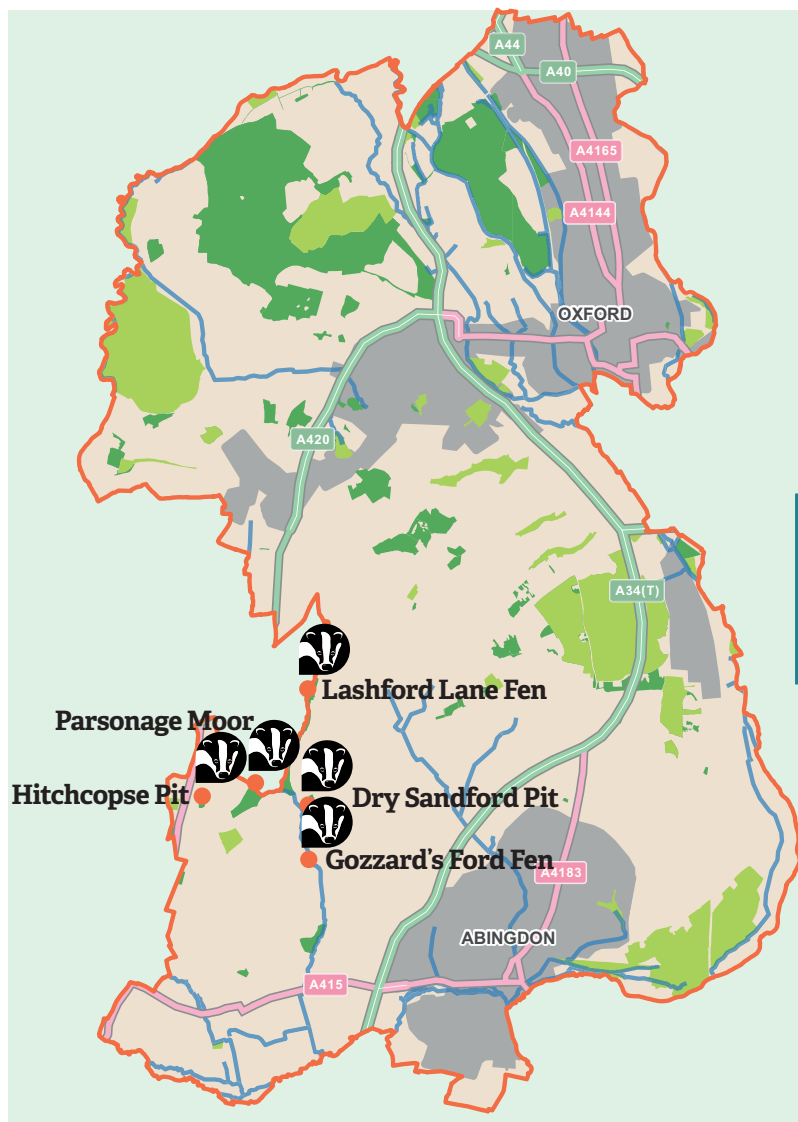 A44
A40
A4165
A4144
OXFORD
A420
A34(T)
Lashford Lane Fen
Parsonage Moor
Hitchcopse Pit
Dry Sandford Pit
Gozzard's Ford Fen
A4183
ABINGDON
A415